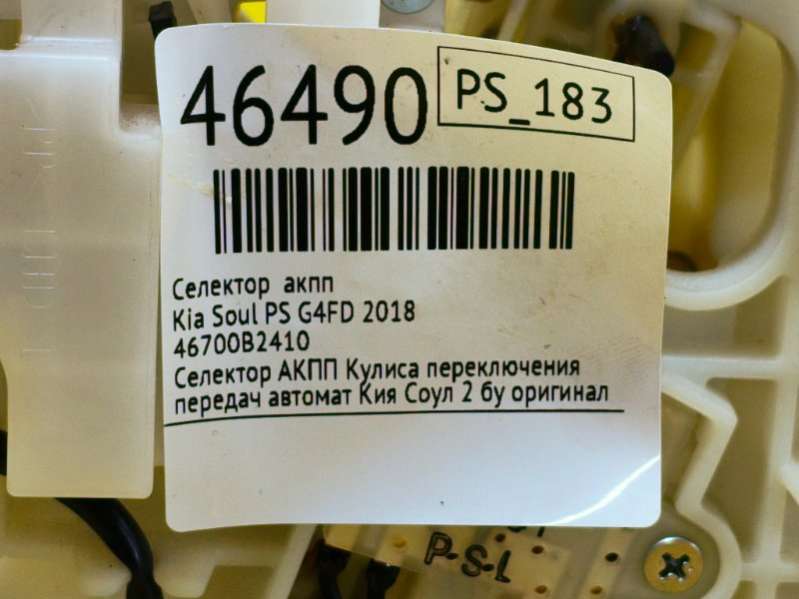 46490
PS_183
Селектор акпп
Kia Soul PS G4FD 2018
46700B2410
Селектор АКПП Кулиса переключения
передач автомат Кия Соул 2 бу оригинал
P-S-L